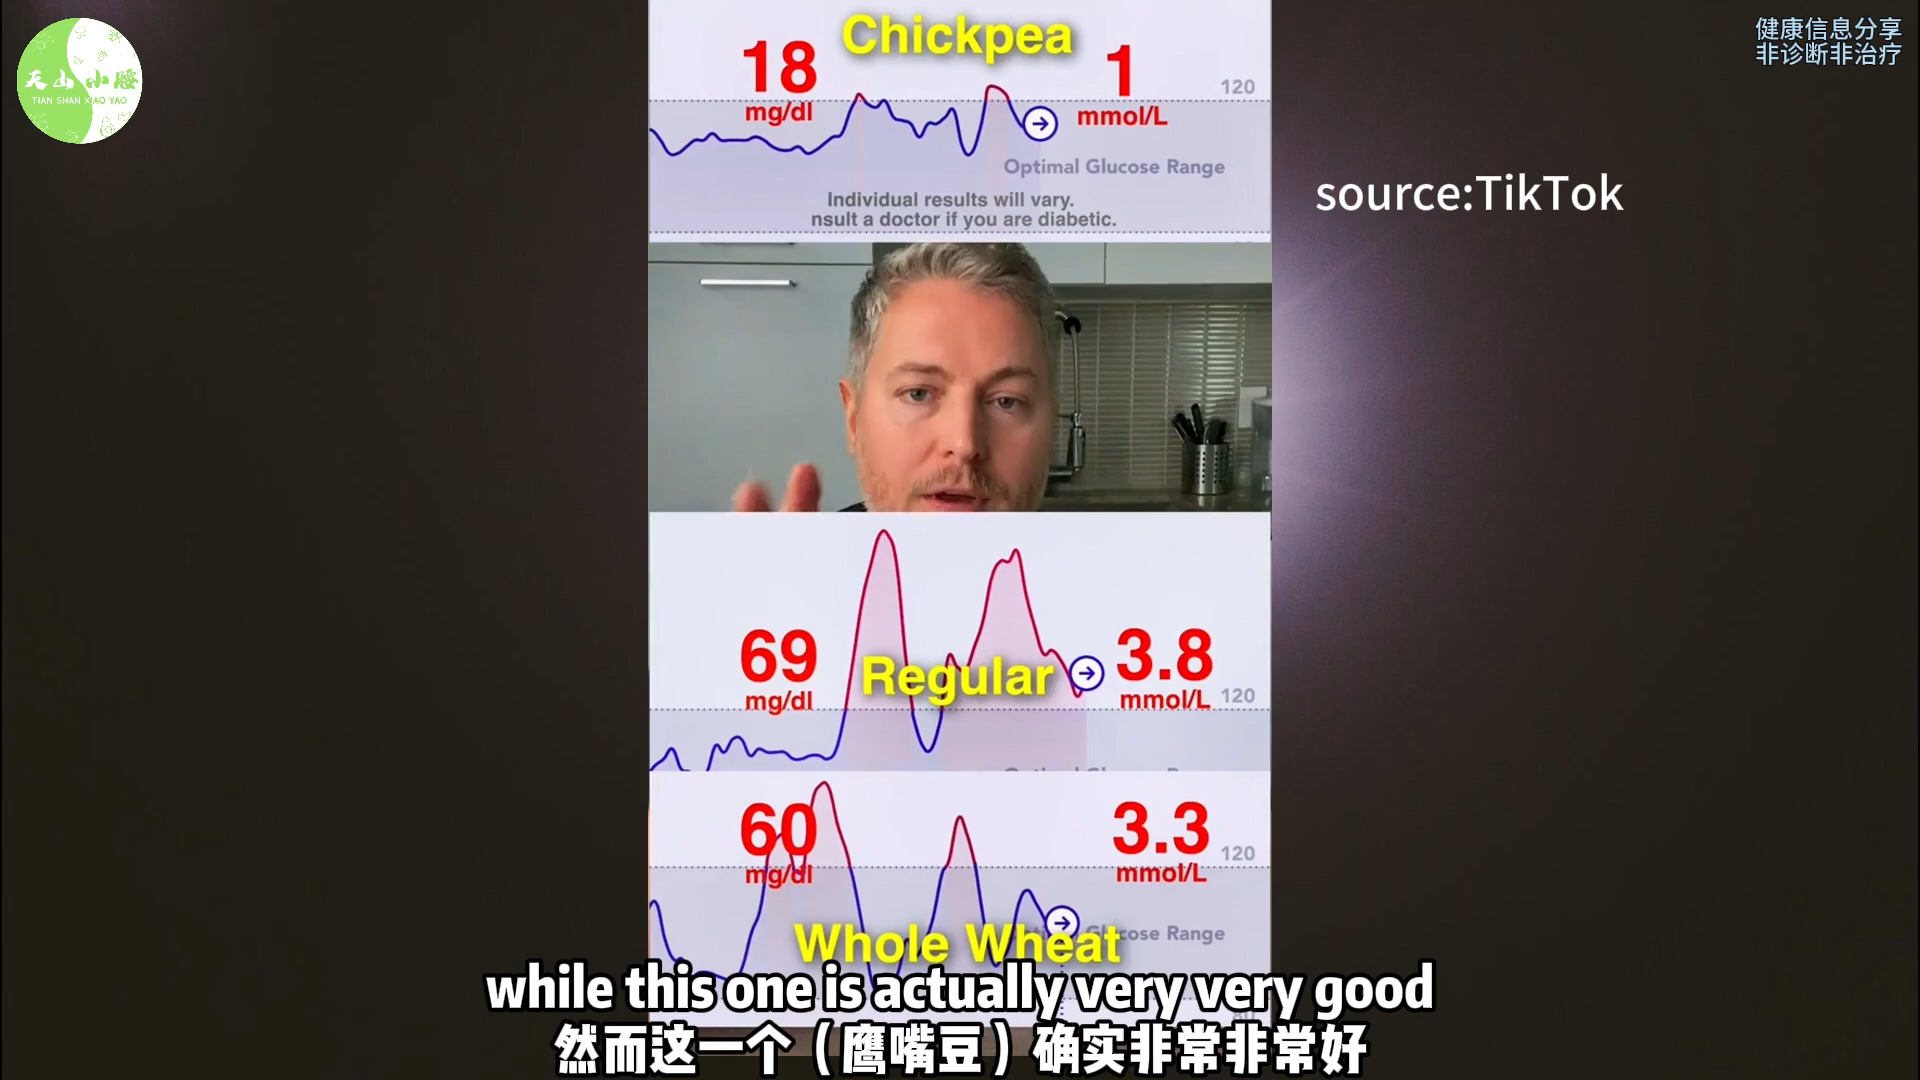 天山小腰
TIAN SHAN XIAO YAO
健康信息分享
非诊断非治疗
source:TikTok
Chickpea
18
mg/dl
1
mmol/L
120
Optimal Glucose Range
Individual results will vary.
nsult a doctor if you are diabetic.
69
mg/dl
Regular
3.8
mmol/L
120
60
mg/dl
3.3
mmol/L
120
Whole Wheat
cose Range
80
while this one is actually very very good
然而这一个（鹰嘴豆）确实非常非常好